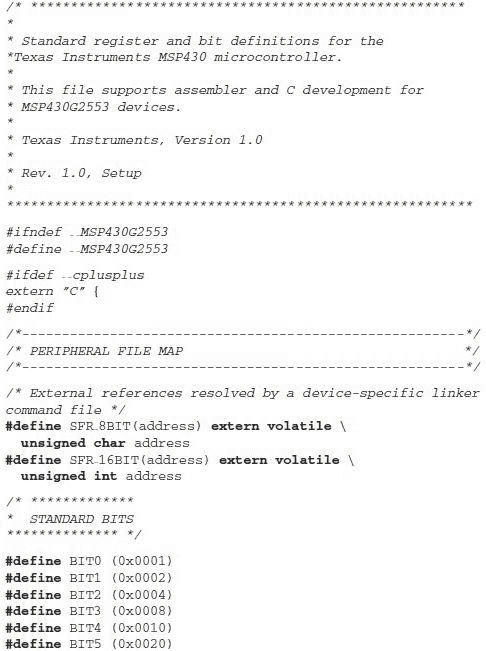 /* ******************************************************
*
* Standard register and bit definitions for the
*Texas Instruments MSP430 microcontroller.
*
* This file supports assembler and C development for
* MSP430G2553 devices.
*
* Texas Instruments, Version 1.0
*
* Rev. 1.0, Setup
*
**********************************************************
#ifndef __MSP430G2553
#define __MSP430G2553
#ifdef __cplusplus
extern "C" {
#endif
/*-------------------------------------------------------*/
/* PERIPHERAL FILE MAP */
/*-------------------------------------------------------*/
/* External references resolved by a device-specific linker
command file */
#define SFR_8BIT(address) extern volatile \
unsigned char address
#define SFR_16BIT(address) extern volatile \
unsigned int address
/* *************
* STANDARD BITS
************** */
#define BIT0 (0x0001)
#define BIT1 (0x0002)
#define BIT2 (0x0004)
#define BIT3 (0x0008)
#define BIT4 (0x0010)
#define BIT5 (0x0020)